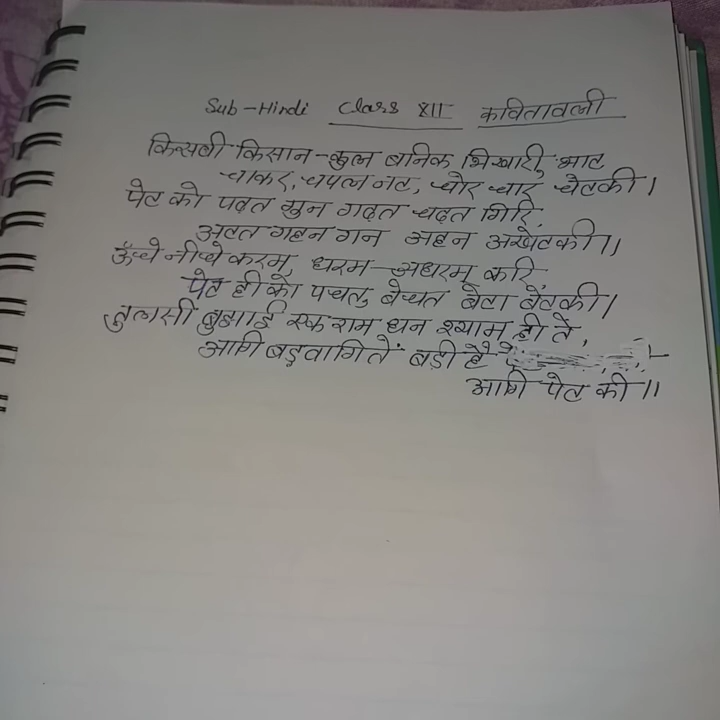 Sub-Hindi Class XII कवितावली
किसबी किसान-कुल बनिक, भिखारी, भाट
चाकर, चपल नट, चोर चार, चेटकी।
पेट को पढ़त गुन गढ़त चढ़त गिरि,
अटत गहन गन अहन अखेटकी।।
ऊँचे नीचे करम, धरम-अधरम करि,
पेट ही को पचत, बेचत बेटा बेटकी।
तुलसी बुझाई एक राम घन श्याम ही तें,
आगि बड़वागितें बड़ी है
आगि पेट की।।